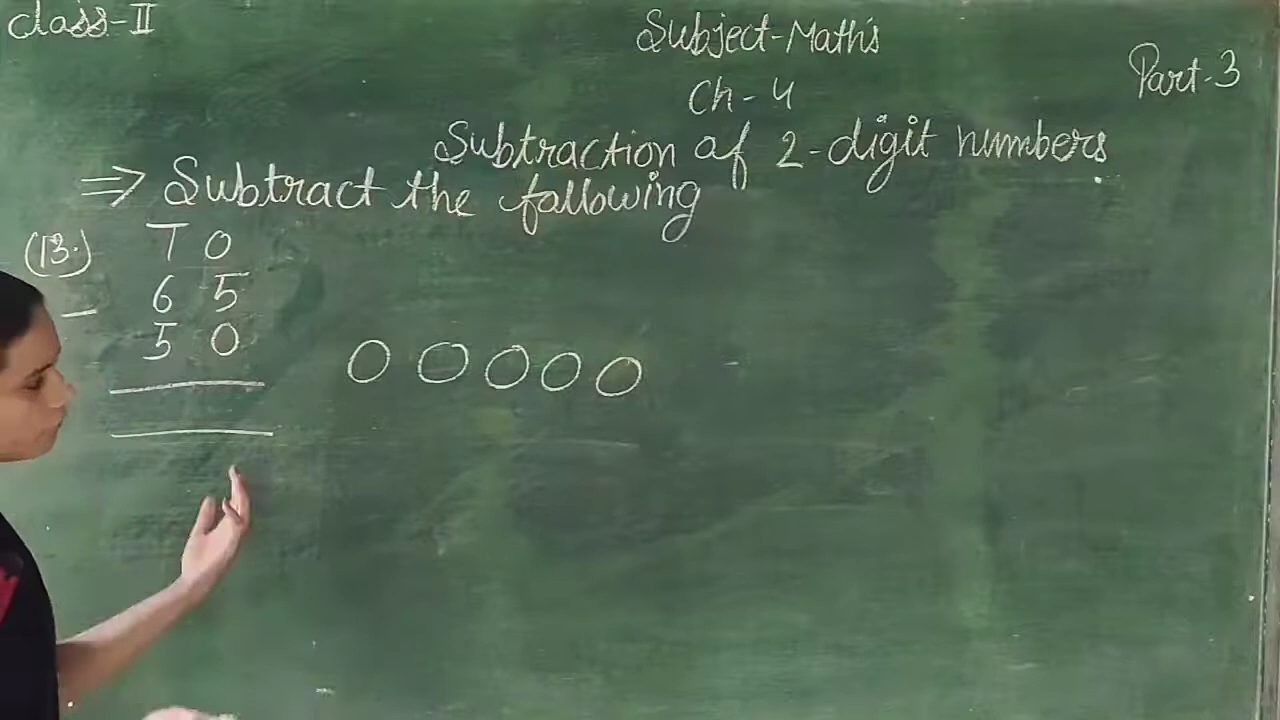 Class-II
Subject-Maths
Part-3
Ch-4
Subtraction of 2-digit numbers.
⇒ Subtract the following
(13.) T O
6 5
- 5 0
O O O O O